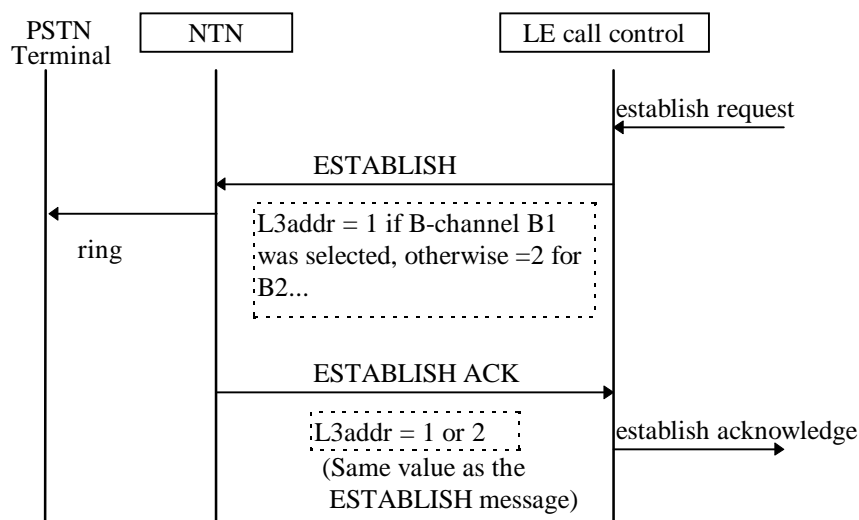 PSTN
Terminal
NTN
LE call control
establish request
ESTABLISH
ring
L3addr = 1 if B-channel B1
was selected, otherwise =2 for
B2...
ESTABLISH ACK
L3addr = 1 or 2
(Same value as the
ESTABLISH message)
establish acknowledge